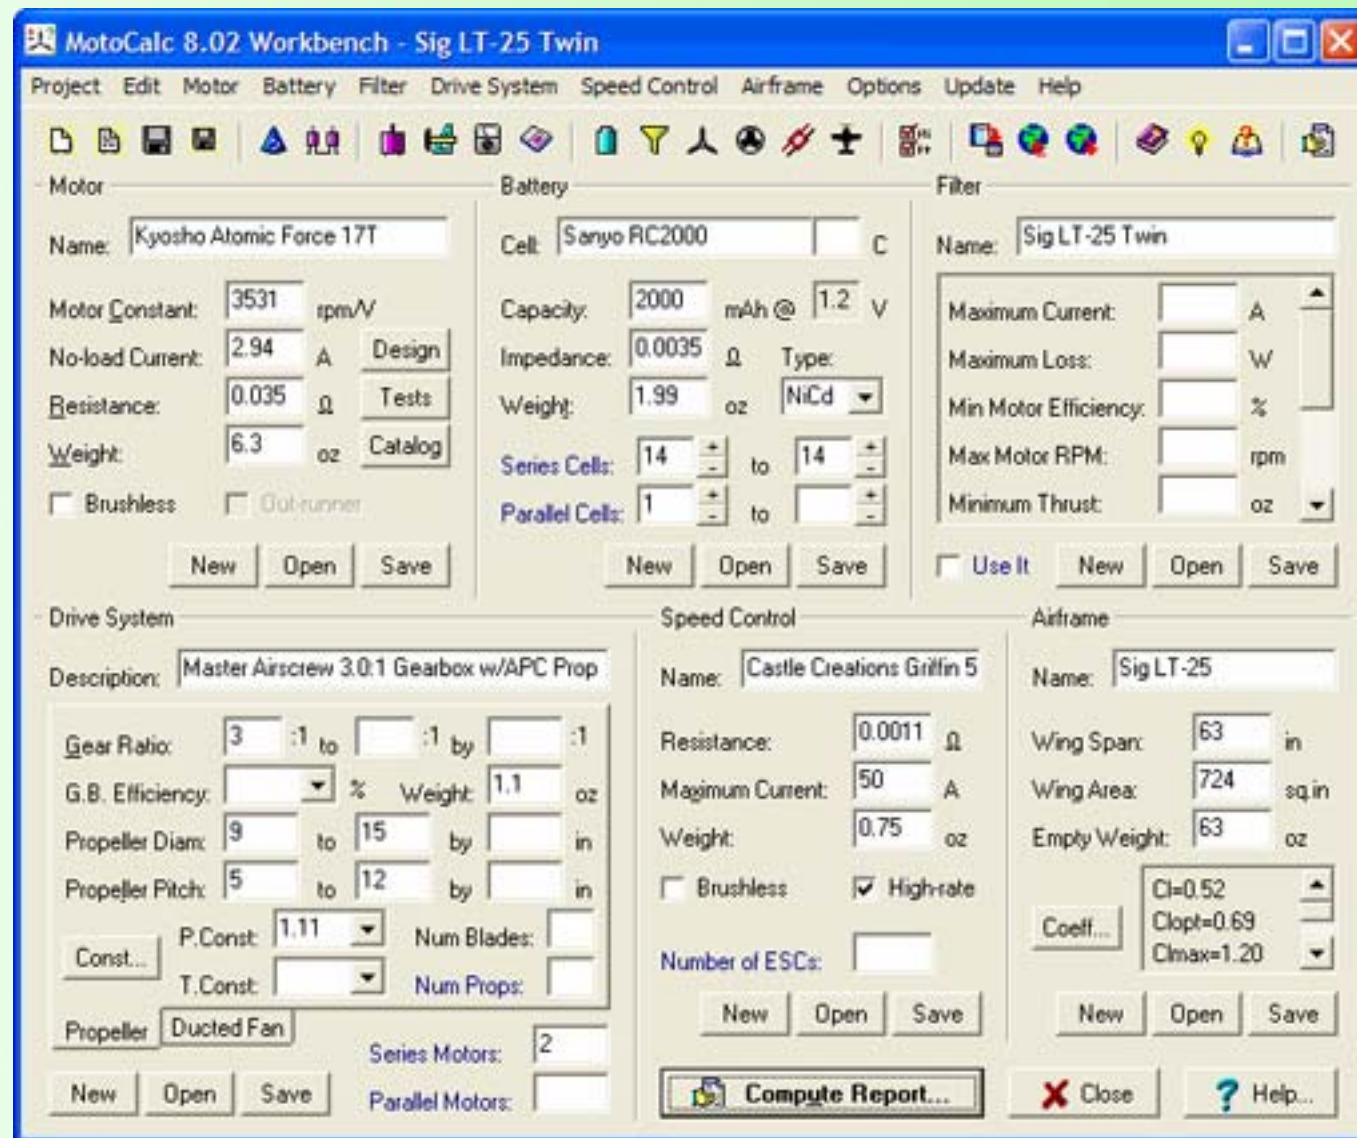 MotoCalc 8.02 Workbench - Sig LT-25 Twin
Project Edit Motor Battery Filter Drive System Speed Control Airframe Options Update Help
Motor
Name: Kyosho Atomic Force 17T
Motor Constant: 3531 rpm/V
No-load Current: 2.94 A Design
Resistance: 0.035 Ω Tests
Weight: 6.3 oz Catalog
Brushless Out-runner
New Open Save
Battery
Cell: Sanyo RC2000 C
Capacity: 2000 mAh @ 1.2 V
Impedance: 0.0035 Ω Type:
Weight: 1.99 oz NiCd
Series Cells: 14 + - to 14 + -
Parallel Cells: 1 + - to + -
New Open Save
Filter
Name: Sig LT-25 Twin
Maximum Current: A
Maximum Loss: W
Min Motor Efficiency: %
Max Motor RPM: rpm
Minimum Thrust: oz
Use It New Open Save
Drive System
Description: Master Airscrew 3.0:1 Gearbox w/APC Prop
Gear Ratio: 3 :1 to :1 by :1
G.B. Efficiency: % Weight: 1.1 oz
Propeller Diam: 9 to 15 by in
Propeller Pitch: 5 to 12 by in
Const... P.Const: 1.11 Num Blades:
T.Const: Num Props:
Propeller Ducted Fan
Series Motors: 2
New Open Save Parallel Motors:
Speed Control
Name: Castle Creations Griffin 5
Resistance: 0.0011 Ω
Maximum Current: 50 A
Weight: 0.75 oz
Brushless High-rate
Number of ESCs:
New Open Save
Airframe
Name: Sig LT-25
Wing Span: 63 in
Wing Area: 724 sq.in
Empty Weight: 63 oz
Coeff... Cl=0.52
Clopt=0.69
Clmax=1.20
New Open Save
Compute Report... Close ? Help...